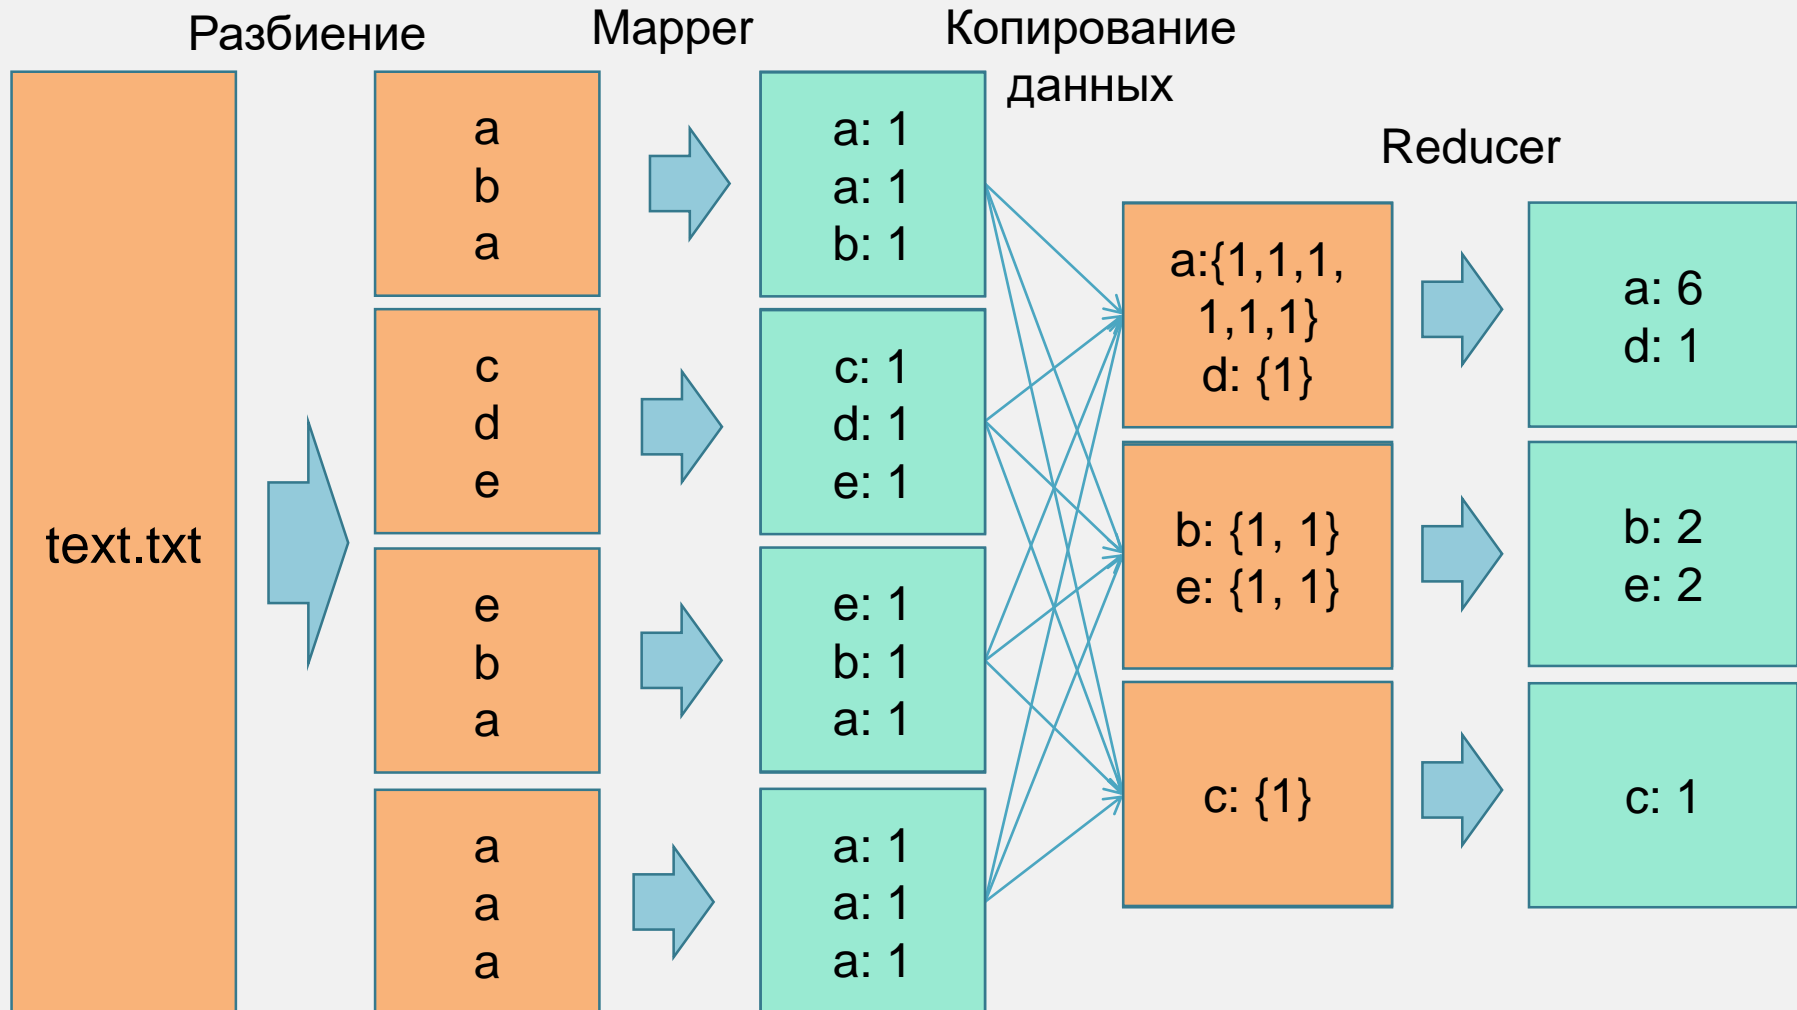 Разбиение
Mapper
Копирование
данных
Reducer
text.txt
a
b
a
c
d
e
e
b
a
a
a
a
a: 1
a: 1
b: 1
c: 1
d: 1
e: 1
e: 1
b: 1
a: 1
a: 1
a: 1
a: 1
a:{1,1,1,
1,1,1}
d: {1}
b: {1, 1}
e: {1, 1}
c: {1}
a: 6
d: 1
b: 2
e: 2
c: 1